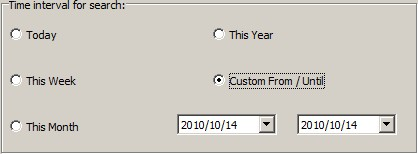 Time interval for search:
Today
This Year
This Week
Custom From / Until
This Month
2010/10/14
2010/10/14